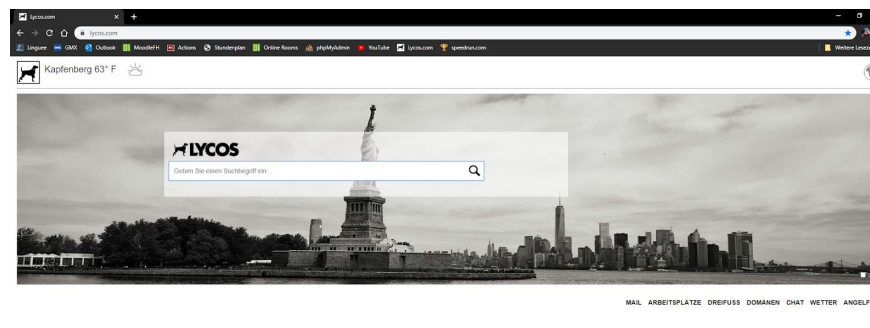 Lycos.com
lycos.com
Linguee GMX Outlook MoodleFH Actions Stundenplan Online Rooms phpMyAdmin YouTube Lycos.com speedrun.com Weitere Lesez
Kapfenberg 63° F
LYCOS
Geben Sie einen Suchbegriff ein...
MAIL ARBEITSPLÄTZE DREIFUSS DOMÄNEN CHAT WETTER ANGELF